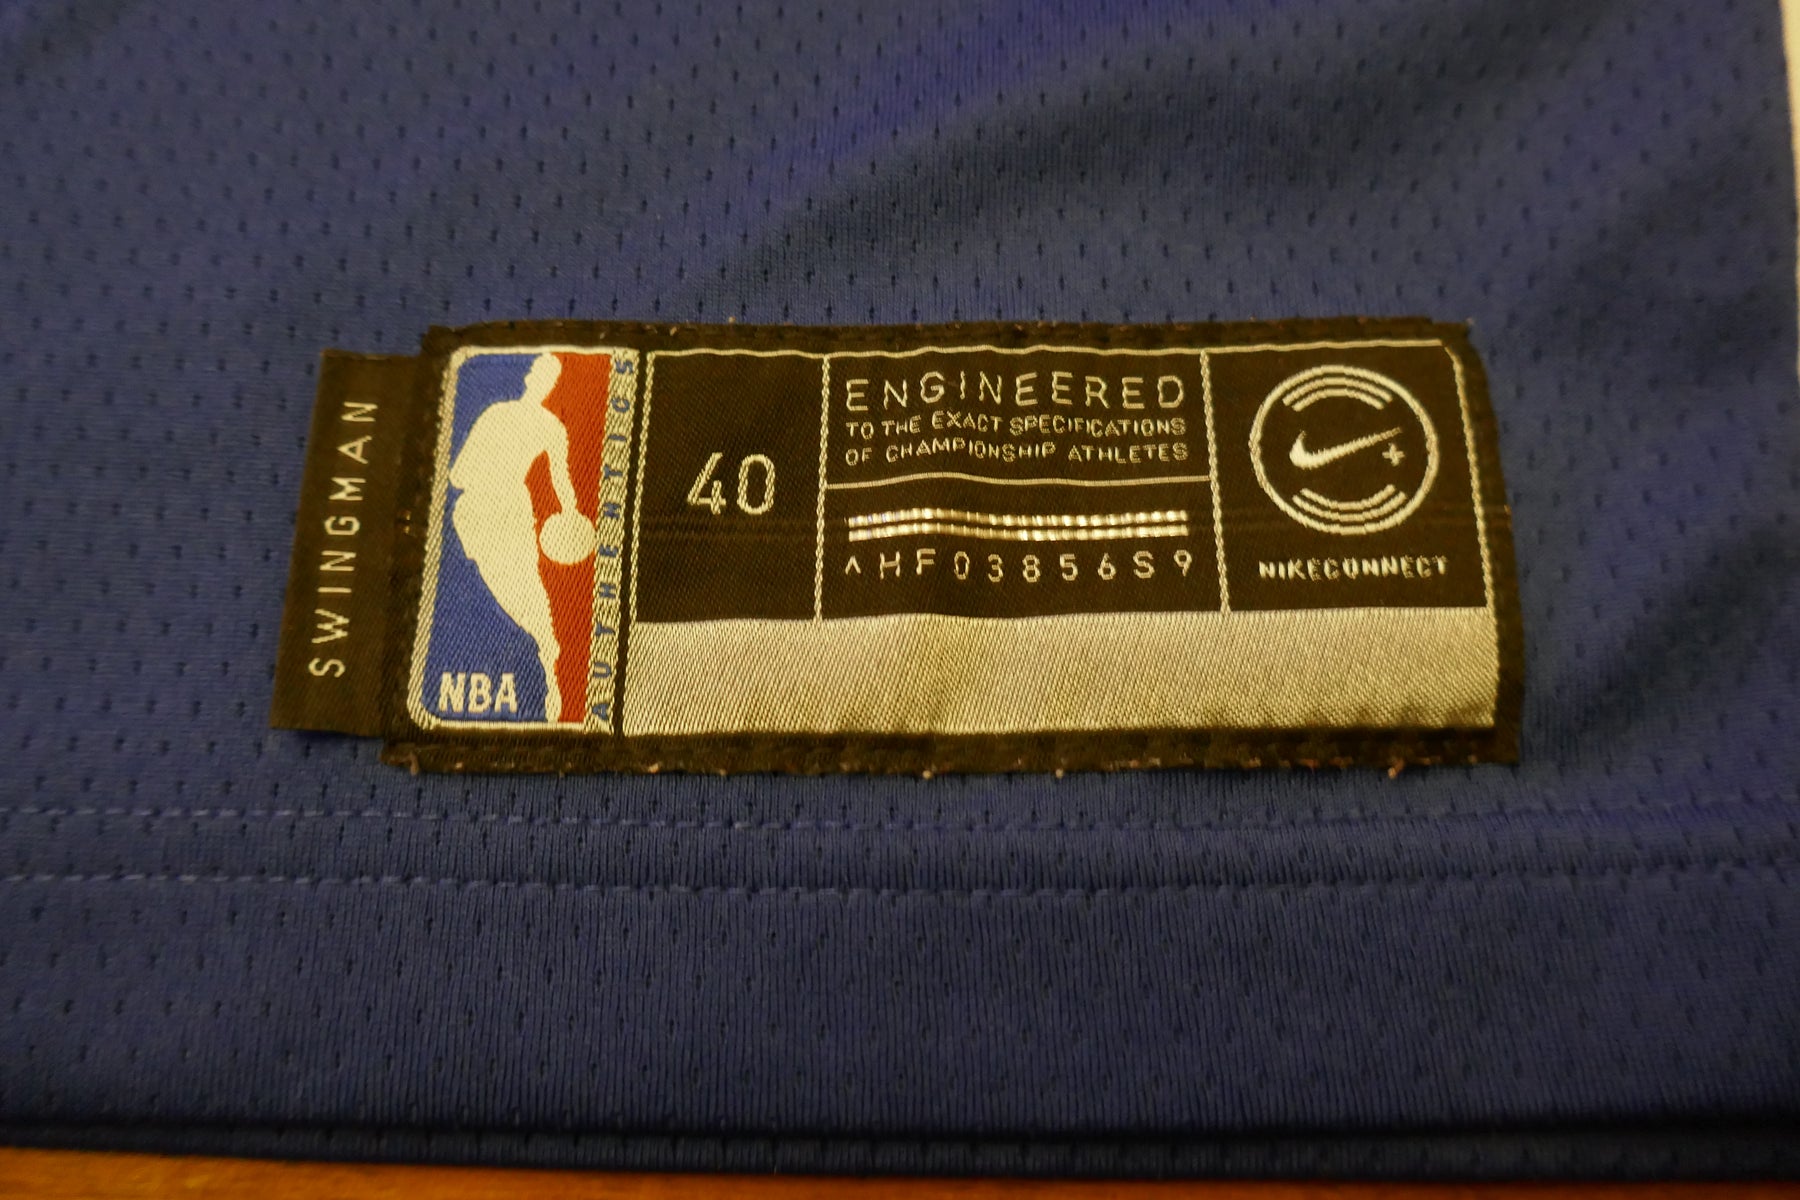 SWINGMAN
NBA
AUTHENTICS
40
ENGINEERED
TO THE EXACT SPECIFICATIONS
OF CHAMPIONSHIP ATHLETES
^HF03856S9
NIKECONNECT